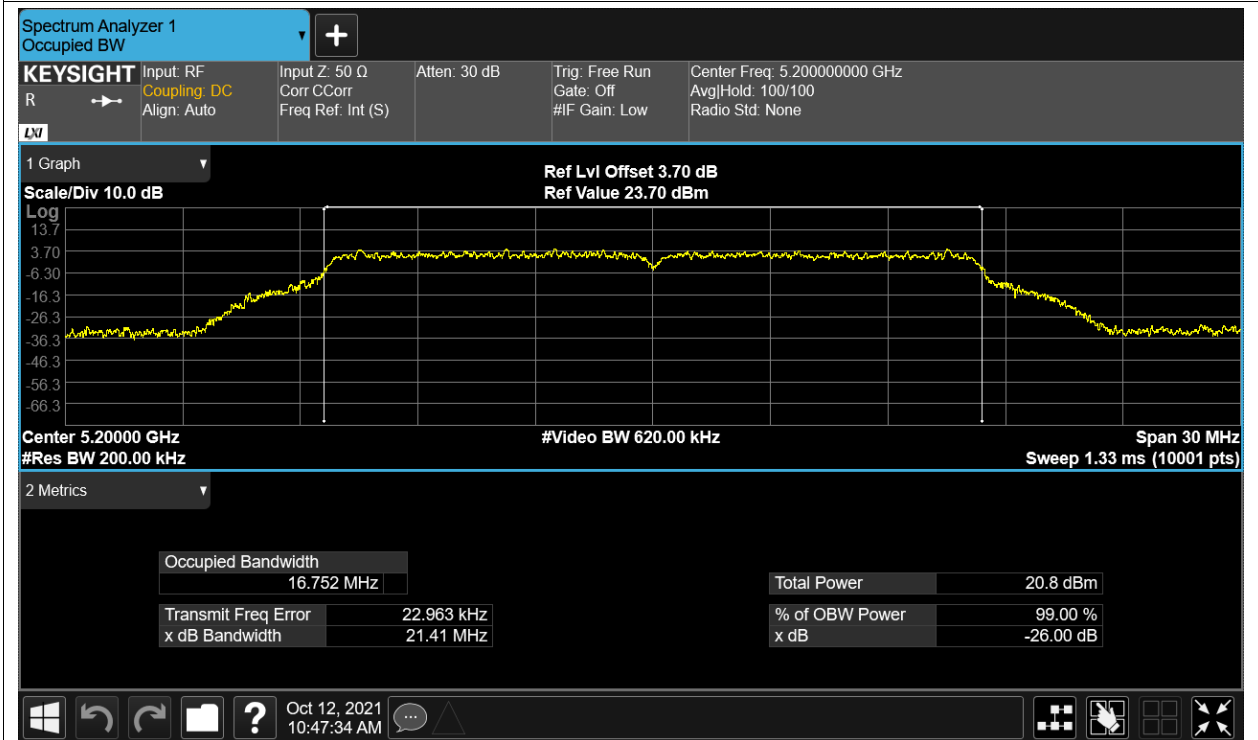 Spectrum Analyzer 1
Occupied BW
+
KEYSIGHT
R
LXI
Input: RF
Coupling: DC
Align: Auto
Input Z: 50 Ω
Corr CCorr
Freq Ref: Int (S)
Atten: 30 dB
Trig: Free Run
Gate: Off
#IF Gain: Low
Center Freq: 5.200000000 GHz
Avg|Hold: 100/100
Radio Std: None
1 Graph
Ref Lvl Offset 3.70 dB
Scale/Div 10.0 dB
Ref Value 23.70 dBm
Log
13.7
3.70
-6.30
-16.3
-26.3
-36.3
-46.3
-56.3
-66.3
Center 5.20000 GHz
#Video BW 620.00 kHz
Span 30 MHz
#Res BW 200.00 kHz
Sweep 1.33 ms (10001 pts)
2 Metrics
Occupied Bandwidth
16.752 MHz
Total Power 20.8 dBm
Transmit Freq Error 22.963 kHz
% of OBW Power 99.00 %
x dB Bandwidth 21.41 MHz
x dB -26.00 dB
?
Oct 12, 2021
10:47:34 AM